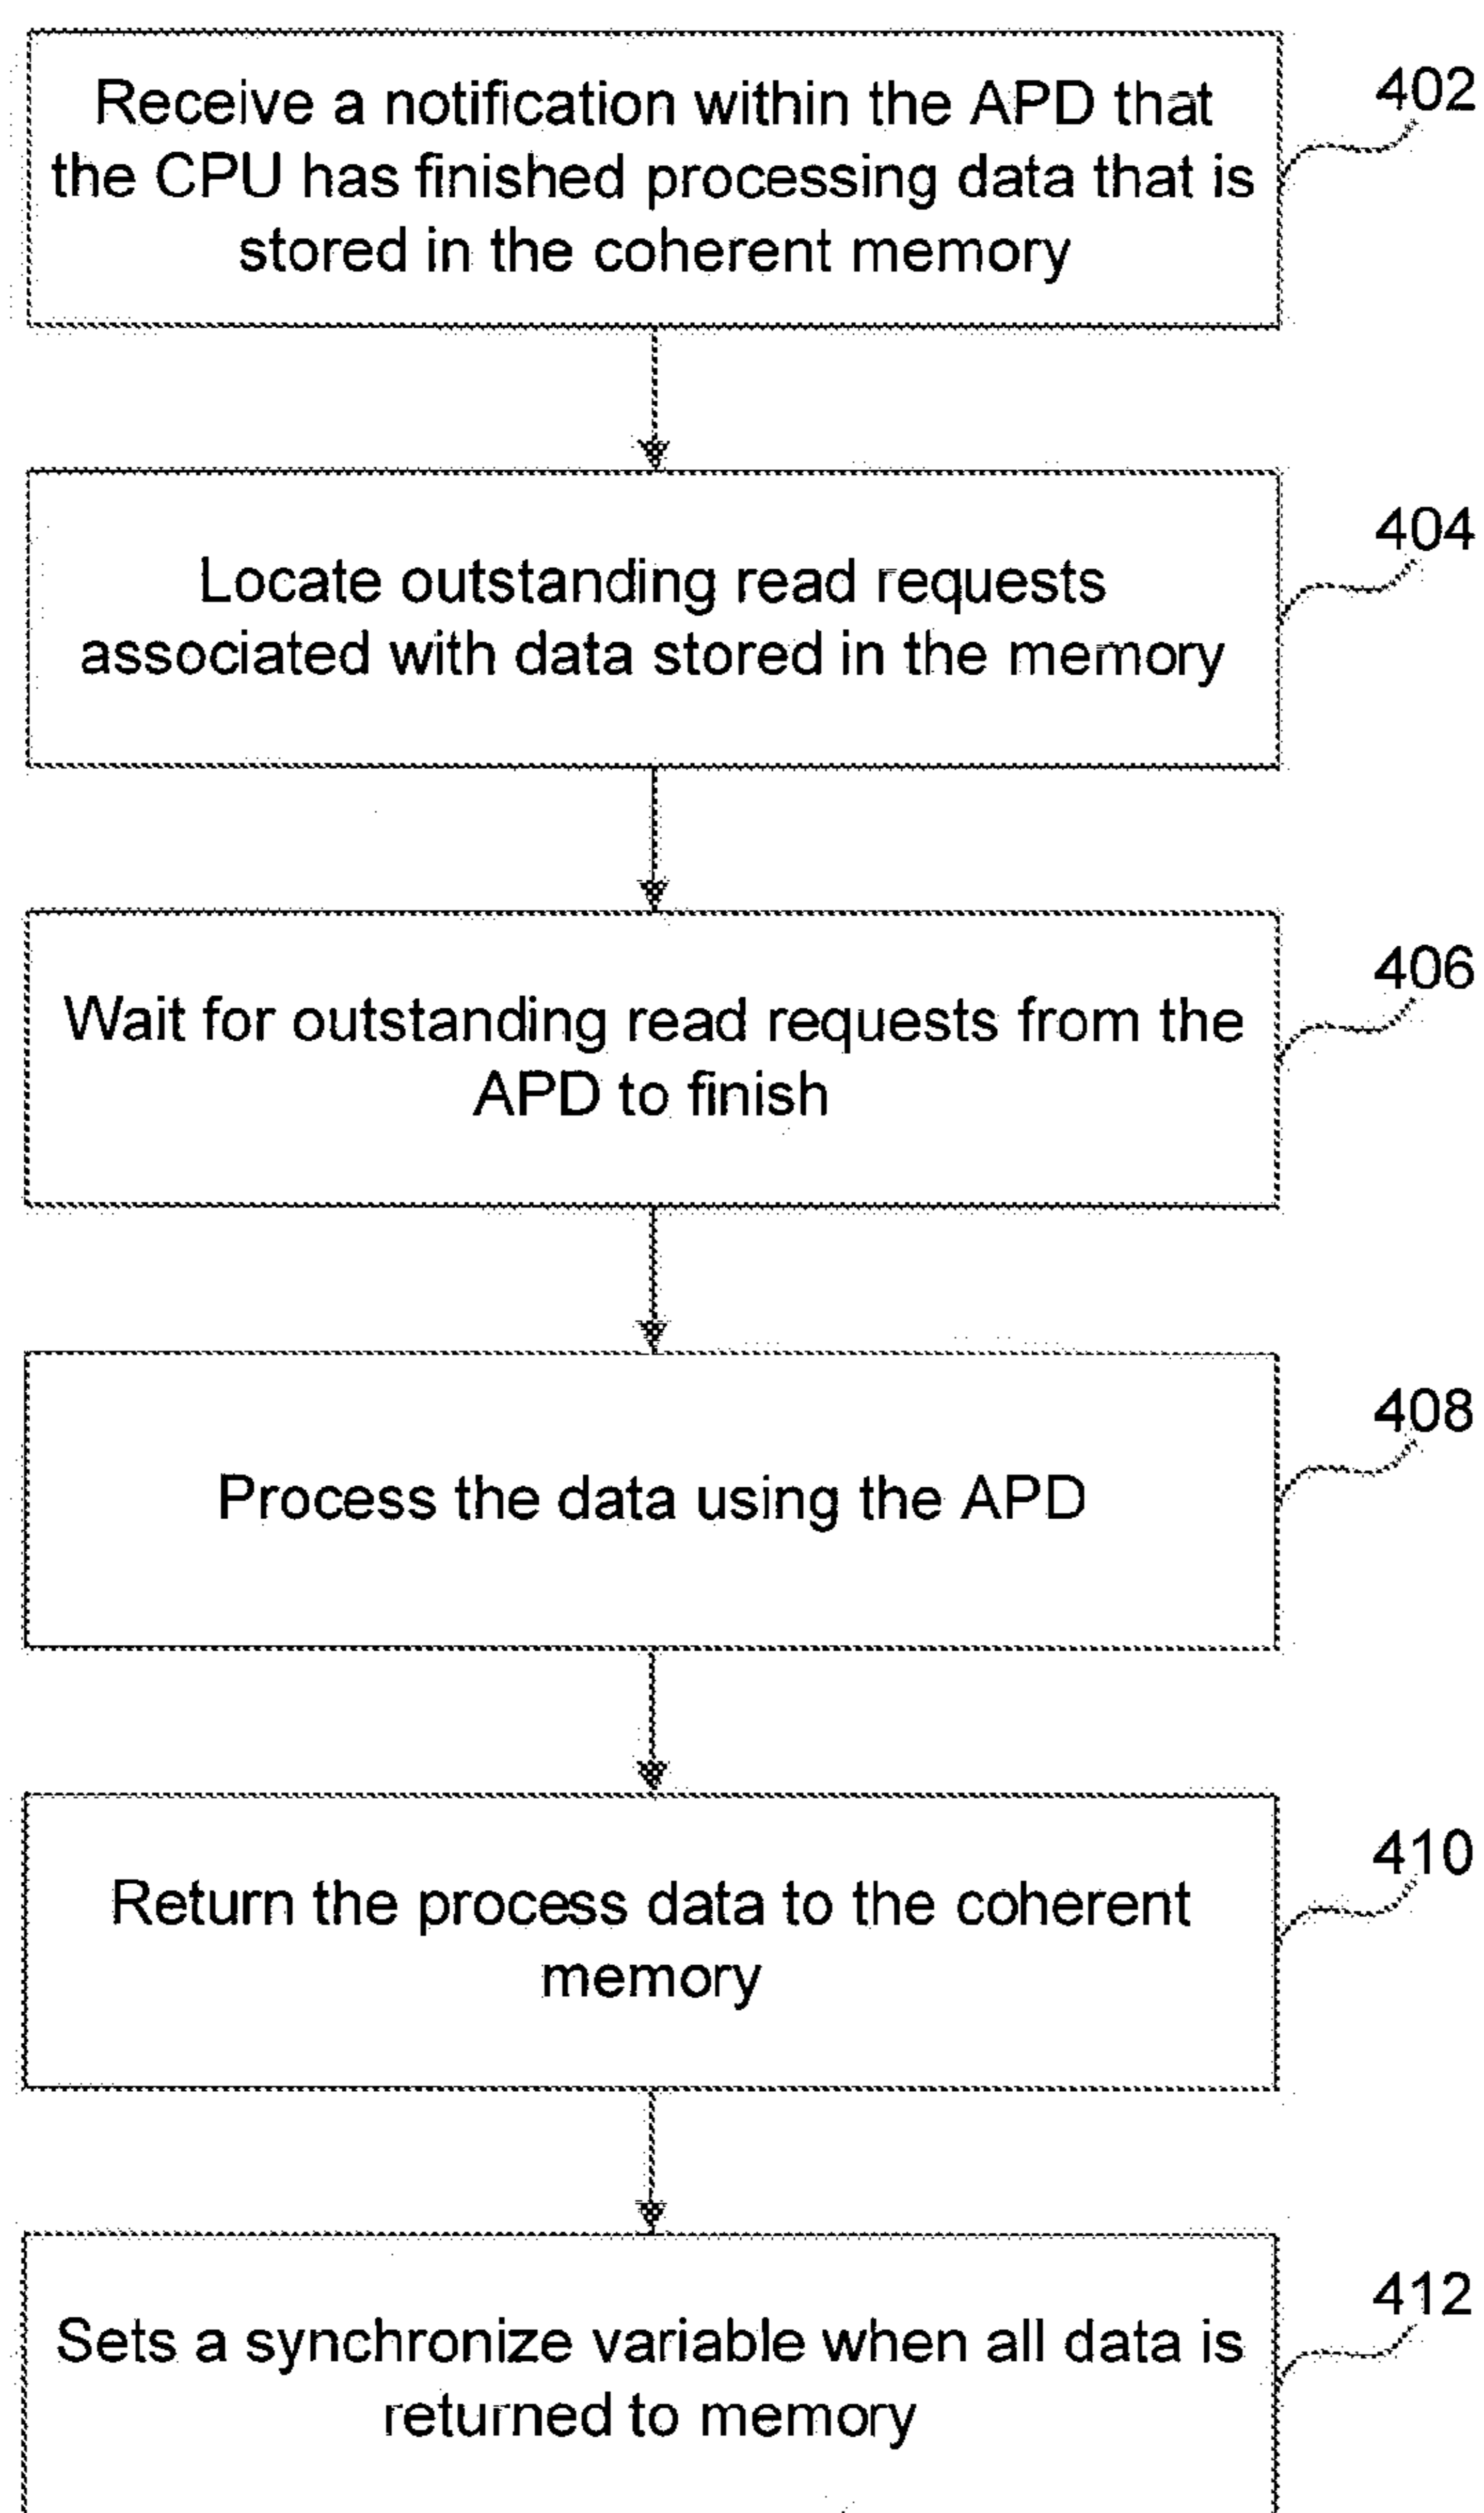 Receive a notification within the APD that
the CPU has finished processing data that is
stored in the coherent memory
402
Locate outstanding read requests
associated with data stored in the memory
404
Wait for outstanding read requests from the
APD to finish
406
Process the data using the APD
408
Return the process data to the coherent
memory
410
Sets a synchronize variable when all data is
returned to memory
412